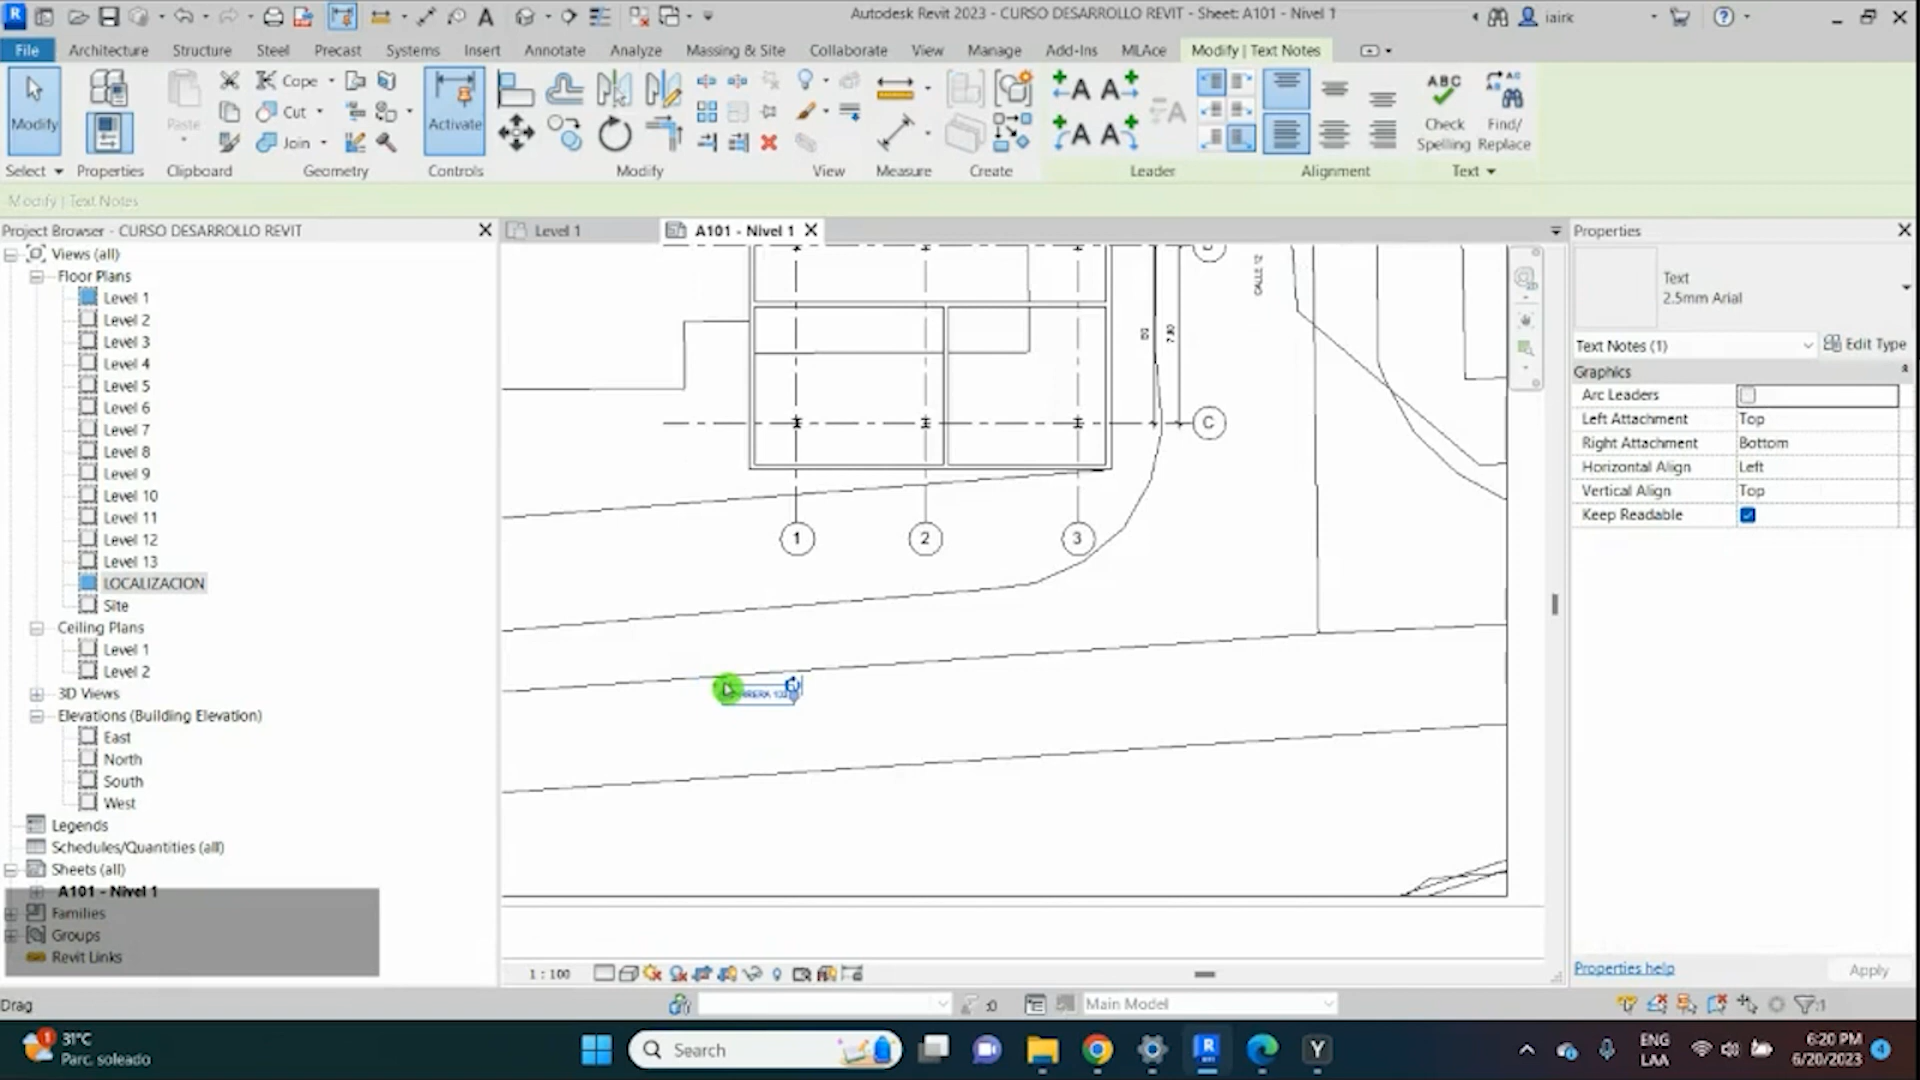 Autodesk Revit 2023 - CURSO DESARROLLO REVIT - Sheet: A101 - Nivel 1
iairk
File Architecture Structure Steel Precast Systems Insert Annotate Analyze Massing & Site Collaborate View Manage Add-Ins MLAce Modify | Text Notes
Modify
Paste
Cope
Cut
Join
Activate
ABC
Check Spelling
Find/ Replace
Select Properties Clipboard Geometry Controls Modify View Measure Create Leader Alignment Text
Modify | Text Notes
Project Browser - CURSO DESARROLLO REVIT
Views (all)
Floor Plans
Level 1
Level 2
Level 3
Level 4
Level 5
Level 6
Level 7
Level 8
Level 9
Level 10
Level 11
Level 12
Level 13
LOCALIZACION
Site
Ceiling Plans
Level 1
Level 2
3D Views
Elevations (Building Elevation)
East
North
South
West
Legends
Schedules/Quantities (all)
Sheets (all)
A101 - Nivel 1
Families
Groups
Revit Links
Level 1
A101 - Nivel 1
CALLE 12
7.80
C
1
2
3
1 : 100
Properties
Text
2.5mm Arial
Text Notes (1)
Edit Type
Graphics
Arc Leaders
Left Attachment Top
Right Attachment Bottom
Horizontal Align Left
Vertical Align Top
Keep Readable
Properties help
Apply
Drag
:0
Main Model
:1
1
31°C
Parc. soleado
Search
ENG
LAA
6:20 PM
6/20/2023
4